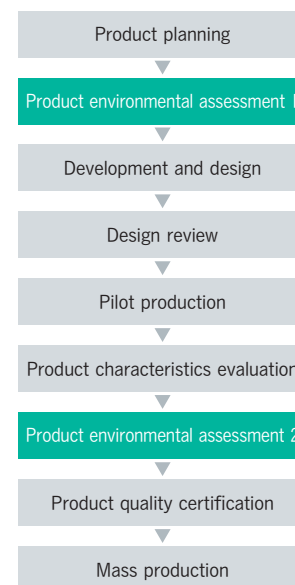 Product planning
Product environmental assessment 1
Development and design
Design review
Pilot production
Product characteristics evaluation
Product environmental assessment 2
Product quality certification
Mass production